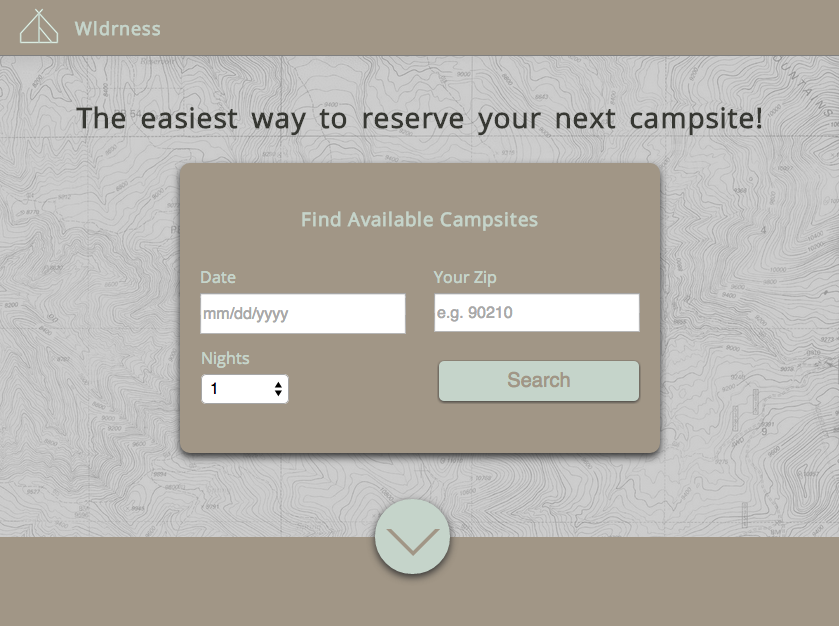 Wldrness
The easiest way to reserve your next campsite!
Find Available Campsites
Date
Your Zip
mm/dd/yyyy
e.g. 90210
Nights
1
Search